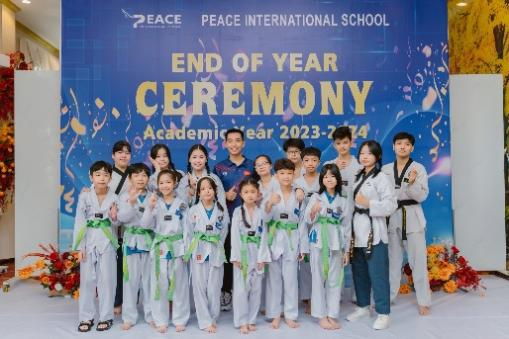 PEACE
PEACE INTERNATIONAL SCHOOL
END OF YEAR
CEREMONY
Academic Year 2023-2024